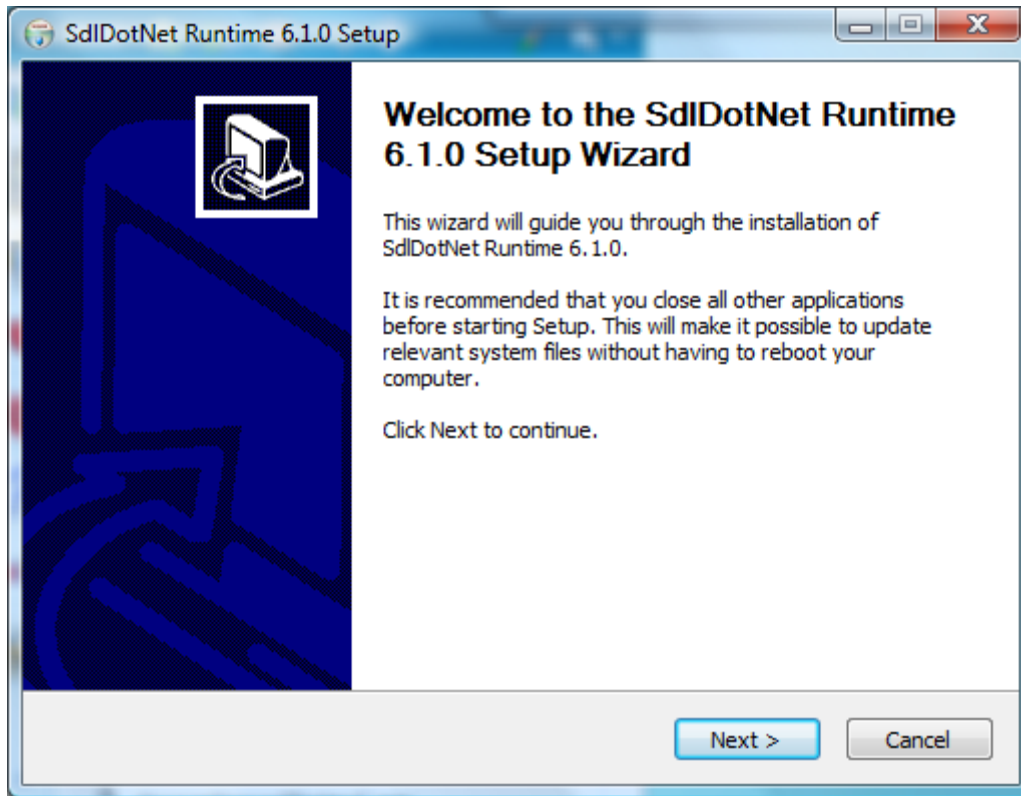 SdlDotNet Runtime 6.1.0 Setup
Welcome to the SdlDotNet Runtime
6.1.0 Setup Wizard
This wizard will guide you through the installation of
SdlDotNet Runtime 6.1.0.
It is recommended that you close all other applications
before starting Setup. This will make it possible to update
relevant system files without having to reboot your
computer.
Click Next to continue.
Next >
Cancel